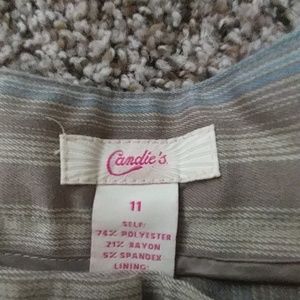 Candie's
11
SELF:
74% POLYESTER
21% RAYON
5% SPANDEX
LINING: